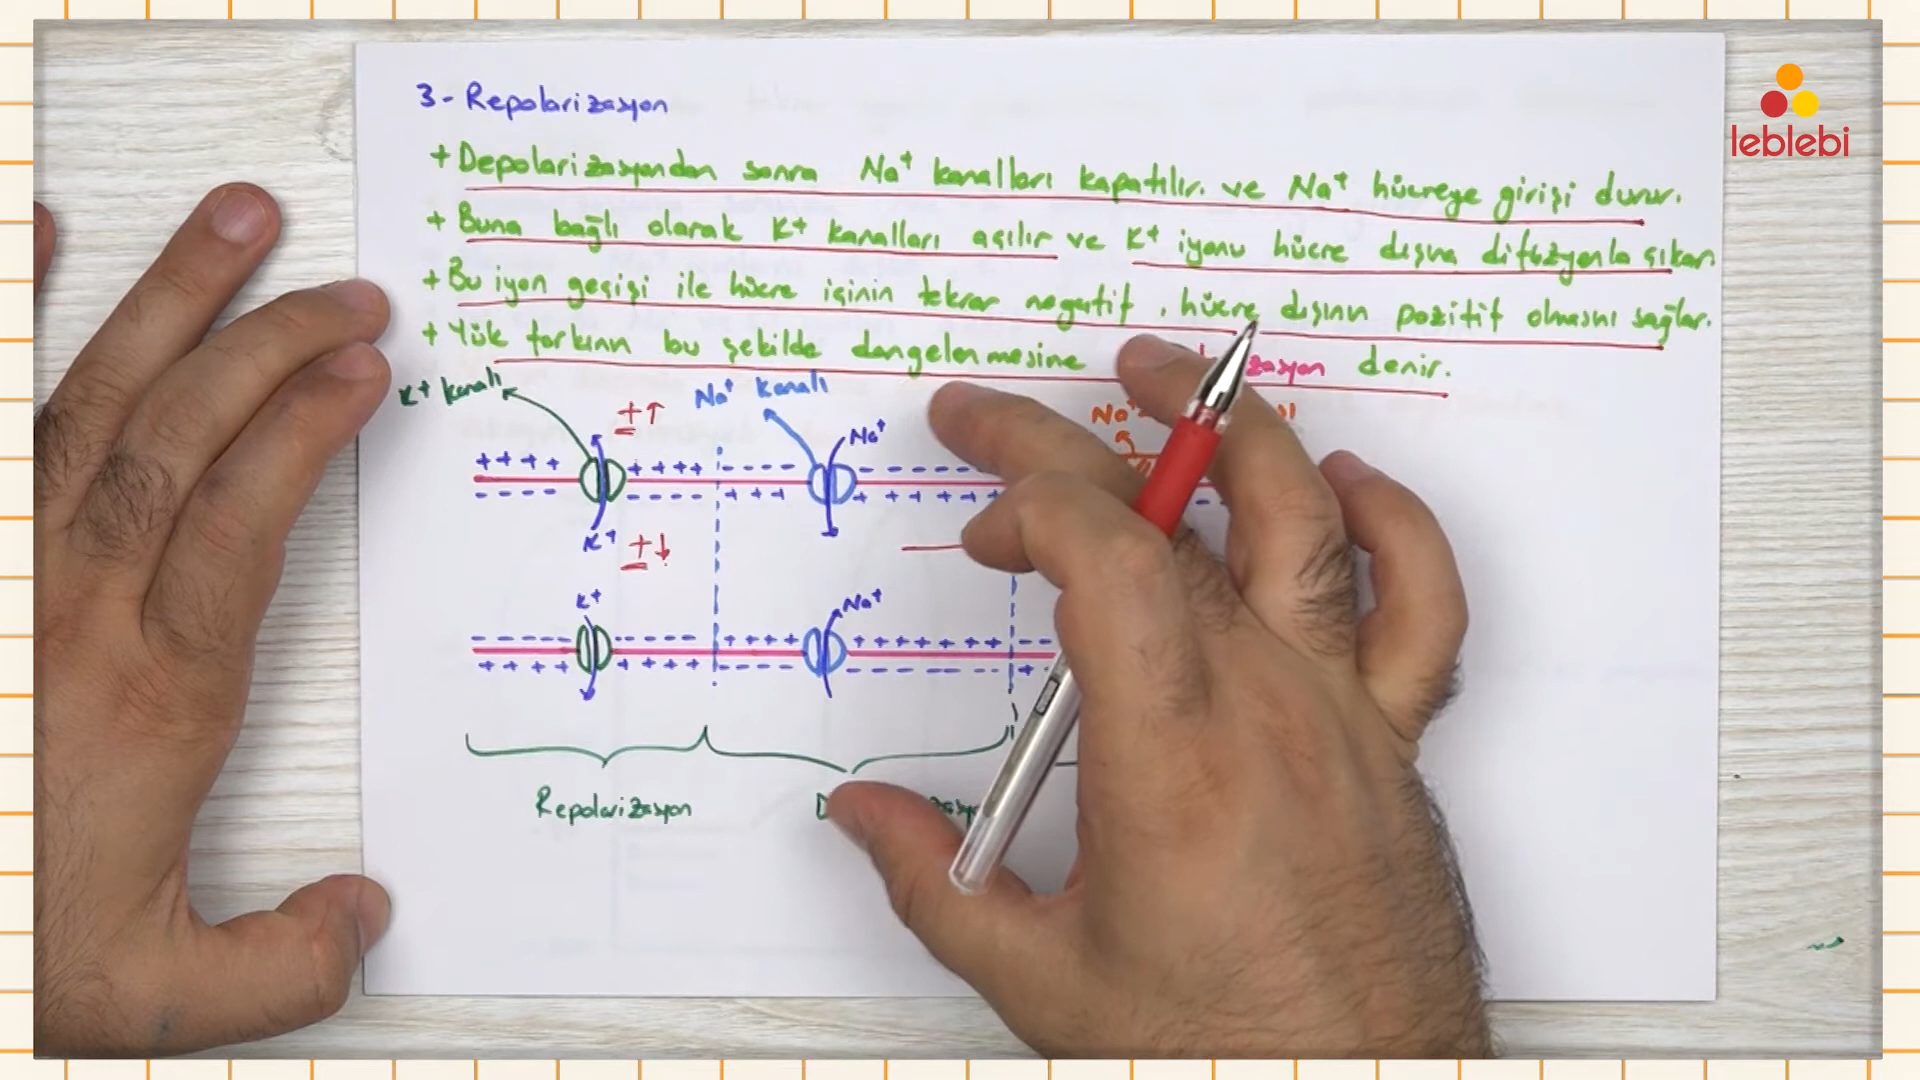 leblebi
3- Repolarizasyon
+ Depolarizasyondan sonra Na+ kanalları kapatılır. ve Na+ hücreye girişi durur.
+ Buna bağlı olarak K+ kanalları açılır ve K+ iyonu hücre dışına difüzyonla çıkar.
+ Bu iyon geçişi ile hücre içinin tekrar negatif, hücre dışının pozitif olmasını sağlar.
+ Yük farkının bu şekilde dengelenmesine denir.
K+ kanalı
+↑
Na+ kanalı
Na+
Na+
++++ ++++ ---- -------
---- ---- +++
K+
+↓
K+
Na+
----- ----- ++++ +++++++
++++ ++++ ---- -------
Repolarizasyon